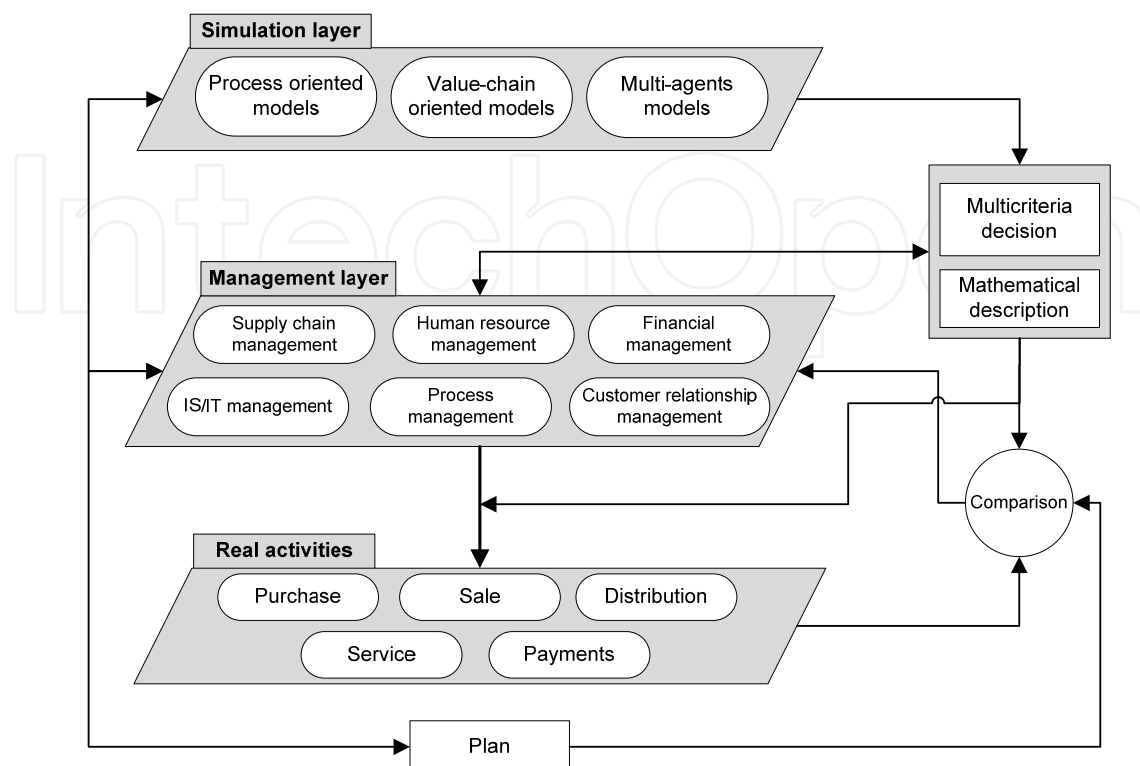 Simulation layer
Process oriented
models
Value-chain
oriented models
Multi-agents
models
IntechOpen
Multicriteria
decision
Mathematical
description
Management layer
Supply chain
management
Human resource
management
Financial
management
IS/IT management
Process
management
Customer relationship
management
Comparison
Real activities
Purchase
Sale
Distribution
Service
Payments
Plan